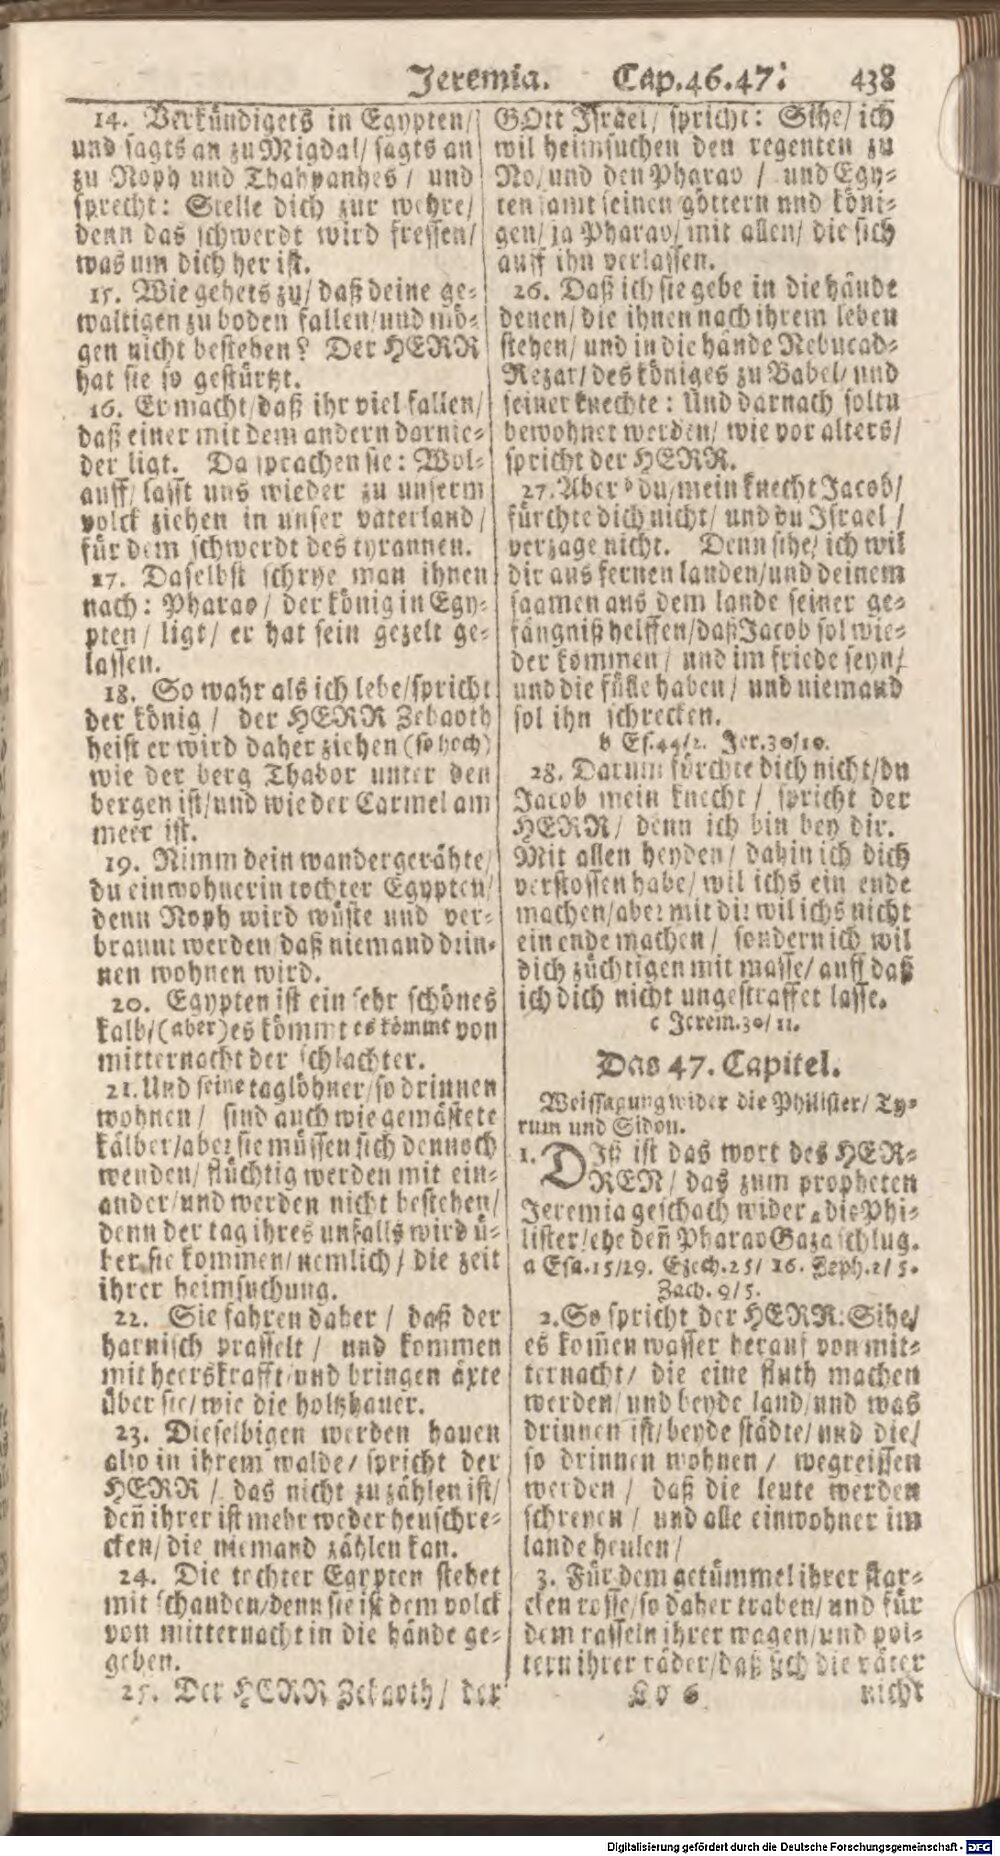 Jeremia. Cap.46.47: 438
14. Verkündigets in Egypten/
und sagts an zu Migdal/ sagts an
zu Noph und Thahpanhes/ und
sprecht: Stelle dich zur wehre/
denn das schwerdt wird fressen/
was um dich her ist.
15. Wie gehets zu/ daß deine ge-
waltigen zu boden fallen/ und mö-
gen nicht bestehen? Der HERR
hat sie so gestürtzt.
16. Er macht/ daß ihr viel fallen/
daß einer mit dem andern darnie-
der ligt. Da sprachen sie: Wol-
auff/ lasst uns wieder zu unserm
volck ziehen in unser vaterland/
für dem schwerdt des tyrannen.
17. Daselbst schrye man ihnen
nach: Pharao/ der könig in Egy-
pten/ ligt/ er hat sein gezelt ge-
lassen.
18. So wahr als ich lebe/ spricht
der könig/ der HERR Zebaoth
heist er wird daher ziehen (so hoch)
wie der berg Thabor unter den
bergen ist/ und wie der Carmel am
meer ist.
19. Nimm dein wandergerähte/
du einwohnerin tochter Egypten/
denn Noph wird wüste und ver-
brannt werden daß niemand drin-
nen wohnen wird.
20. Egypten ist ein sehr schönes
kalb/ (aber) es kömmt es kömmt von
mitternacht der schlachter.
21. Und seine taglöhner/ so drinnen
wohnen/ sind auch wie gemästete
kälber/ aber sie müssen sich dennoch
wenden/ flüchtig werden mit ein-
ander/ und werden nicht bestehen/
denn der tag ihres unfalls wird ü-
ber sie kommen/ nemlich/ die zeit
ihrer heimsuchung.
22. Sie fahren daher/ daß der
harnisch prasselt/ und kommen
mit heerskrafft/ und bringen äxte
über sie/ wie die holtzhauer.
23. Dieselbigen werden hauen
also in ihrem walde/ spricht der
HERR/ das nicht zu zählen ist/
deñ ihrer ist mehr weder heuschre-
cken/ die niemand zählen kan.
24. Die tochter Egypten stehet
mit schanden/ denn sie ist dem volck
von mitternacht in die hände ge-
geben.
25. Der HERR Zebaoth/ der
GOtt Israel/ spricht: Sihe/ ich
wil heimsuchen den regenten zu
No/ und den Pharao/ und Egy-
ten samt seinen göttern und köni-
gen/ ja Pharao/ mit allen/ die sich
auff ihn verlassen.
26. Daß ich sie gebe in die hände
denen/ die ihnen nach ihrem leben
stehen/ und in die hände Nebucad-
Rezar/ des königes zu Babel/ und
seiner knechte: Und darnach soltu
bewohnet werden/ wie vor alters/
spricht der HERR.
27. Aber b du/ mein knecht Jacob/
fürchte dich nicht/ und du Israel/
verzage nicht. Denn sihe/ ich wil
dir aus fernen landen/ und deinem
saamen aus dem lande seiner ge-
fängniß helffen/ daß Jacob sol wie-
der kommen/ und im friede seyn/
und die fülle haben/ und niemand
sol ihn schrecken.
b Es.44/2. Jer.30/10.
28. Darum fürchte dich nicht/ du
Jacob mein knecht/ spricht der
HERR/ denn ich bin bey dir.
Mit allen heyden/ dahin ich dich
verstossen habe/ wil ichs ein ende
machen/ aber mit dir wil ichs nicht
ein ende machen/ sondern ich wil
dich züchtigen mit masse/ auff daß
ich dich nicht ungestraffet lasse.
c Jerem.30/11.
Das 47. Capitel.
Weissagung wider die Philister/ Ty-
rum und Sidon.
1. Diß ist das wort des HER-
REN/ das zum propheten
Jeremia geschach wider a die Phi-
lister/ ehe deñ Pharao Gaza schlug.
a Esa.15/29. Ezech.25/16. Zeph.2/5.
Zach.9/5.
2. So spricht der HERR: Sihe/
es kom̃en wasser herauf von mit-
ternacht/ die eine fluth machen
werden/ und beyde land/ und was
drinnen ist/ beyde städte/ und die/
so drinnen wohnen/ wegreissen
werden/ daß die leute werden
schreyen/ und alle einwohner im
lande heulen/
3. Für dem getümmel ihrer star-
cken rosse/ so daher traben/ und für
dem rasseln ihrer wagen/ und pol-
tern ihrer räder/ daß sich die väter
nicht
Digitalisierung gefördert durch die Deutsche Forschungsgemeinschaft - DFG